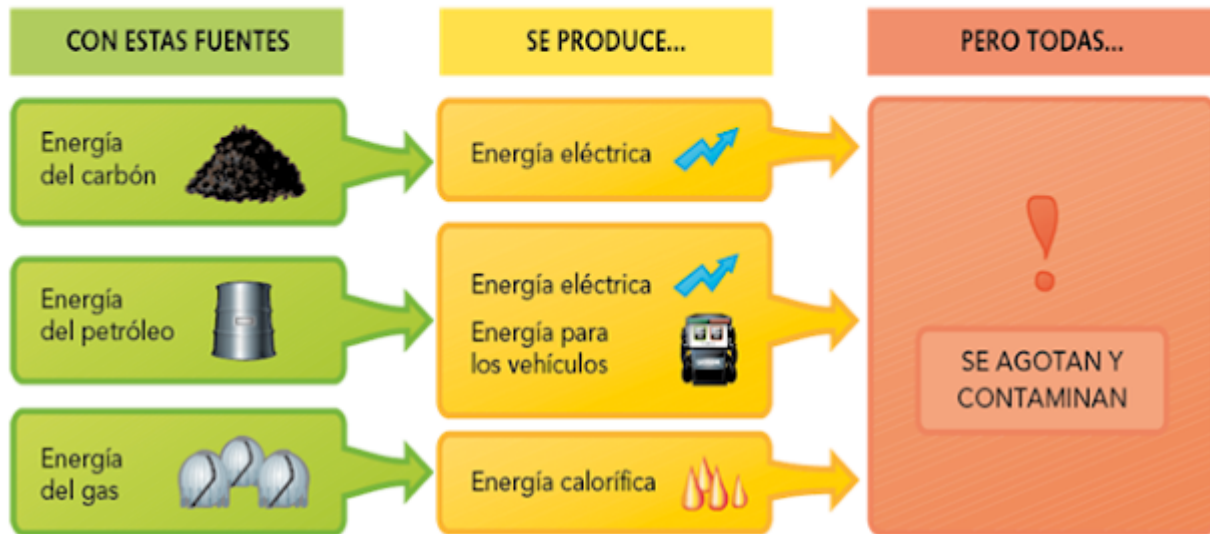 CON ESTAS FUENTES
SE PRODUCE...
PERO TODAS...
Energía
del carbón
Energía eléctrica
Energía
del petróleo
Energía eléctrica
Energía para
los vehículos
Energía
del gas
Energía calorífica
!
SE AGOTAN Y
CONTAMINAN